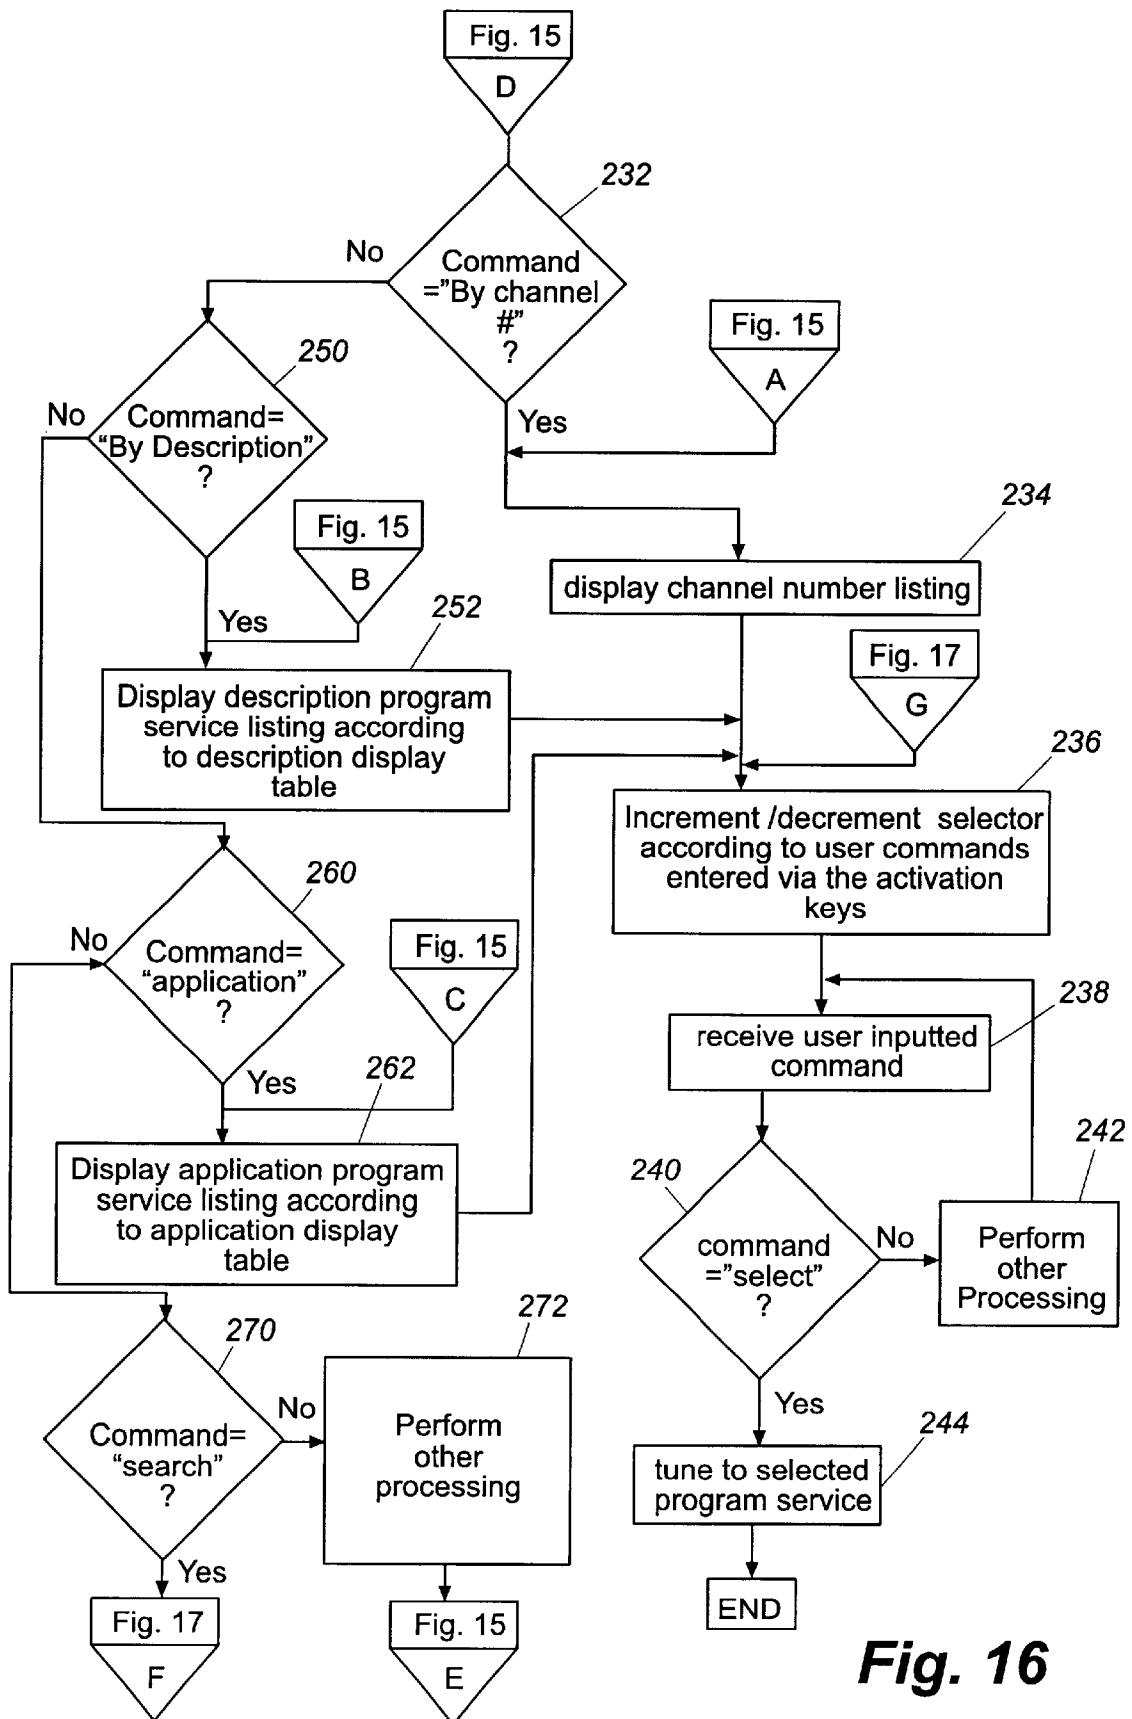 Fig. 15
D
232
Command
="By channel
#"
?
No
Yes
Fig. 15
A
250
Command=
"By Description"
?
No
Yes
Fig. 15
B
252
Display description program
service listing according
to description display
table
234
display channel number listing
Fig. 17
G
236
Increment /decrement selector
according to user commands
entered via the activation
keys
260
Command=
"application"
?
No
Yes
Fig. 15
C
262
Display application program
service listing according
to application display
table
238
receive user inputted
command
240
command
="select"
?
No
242
Perform
other
Processing
Yes
244
tune to selected
program service
END
270
Command=
"search"
?
No
272
Perform
other
processing
Yes
Fig. 17
F
Fig. 15
E
Fig. 16